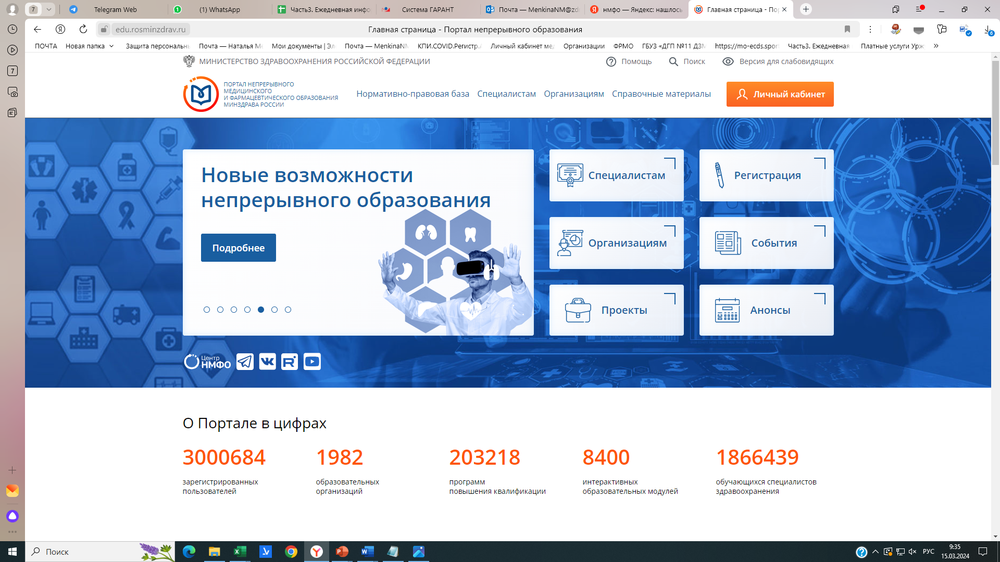 7
Telegram Web
(1) WhatsApp
Часть3. Ежедневная инфо
Система ГАРАНТ
Почта — MenkinaNM@zd
нмфо — Яндекс: нашлось
Главная страница - Пор
edu.rosminzdrav.ru
Главная страница - Портал непрерывного образования
6
ПОЧТА
Новая папка
Защита персональн
Почта — Наталья М
Мои документы | Эл
Почта — MenkinaNM
КПИ.COVID.Регистр.
Личный кабинет ме
Организации
ФРМО
ГБУЗ «ДГП №11 ДЗМ
https://mo-ecds.spor
Часть3. Ежедневная
Платные услуги Урж
»
7
МИНИСТЕРСТВО ЗДРАВООХРАНЕНИЯ РОССИЙСКОЙ ФЕДЕРАЦИИ
Помощь
Поиск
Версия для слабовидящих
ПОРТАЛ НЕПРЕРЫВНОГО
МЕДИЦИНСКОГО
И ФАРМАЦЕВТИЧЕСКОГО ОБРАЗОВАНИЯ
МИНЗДРАВА РОССИИ
Нормативно-правовая база
Специалистам
Организациям
Справочные материалы
Личный кабинет
Новые возможности
непрерывного образования
Подробнее
Специалистам
Регистрация
Организациям
События
Проекты
Анонсы
Центр
НМФО
О Портале в цифрах
3000684
зарегистрированных
пользователей
1982
образовательных
организаций
203218
программ
повышения квалификации
8400
интерактивных
образовательных модулей
1866439
обучающихся специалистов
здравоохранения
Поиск
РУС
9:35
15.03.2024